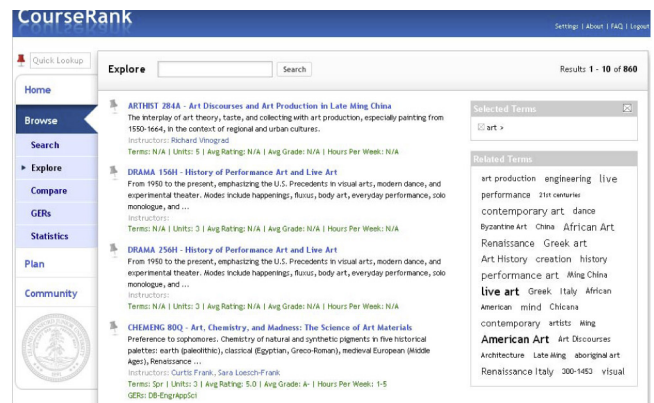 CourseRank
Settings | About | FAQ | Logout
Quick Lookup
Explore
Search
Results 1 - 10 of 860
Home
Browse
Search
Explore
Compare
GERs
Statistics
Plan
Community
ARTHIST 284A - Art Discourses and Art Production in Late Ming China
The interplay of art theory, taste, and collecting with art production, especially painting from
1550-1664, in the context of regional and urban cultures.
Instructors: Richard Vinograd
Terms: N/A | Units: 5 | Avg Rating: N/A | Avg Grade: N/A | Hours Per Week: N/A
DRAMA 156H - History of Performance Art and Live Art
From 1950 to the present, emphasizing the U.S. Precedents in visual arts, modern dance, and
experimental theater. Modes include happenings, fluxus, body art, everyday performance, solo
monologue, and ...
Instructors:
Terms: N/A | Units: 3 | Avg Rating: N/A | Avg Grade: N/A | Hours Per Week: N/A
DRAMA 256H - History of Performance Art and Live Art
From 1950 to the present, emphasizing the U.S. Precedents in visual arts, modern dance, and
experimental theater. Modes include happenings, fluxus, body art, everyday performance, solo
monologue, and ...
Instructors:
Terms: N/A | Units: 3 | Avg Rating: N/A | Avg Grade: N/A | Hours Per Week: N/A
CHEMENG 80Q - Art, Chemistry, and Madness: The Science of Art Materials
Preference to sophomores. Chemistry of natural and synthetic pigments in five historical
palettes: earth (paleolithic), classical (Egyptian, Greco-Roman), medieval European (Middle
Ages), Renaissance ...
Instructors: Curtis Frank, Sara Loesch-Frank
Terms: Spr | Units: 3 | Avg Rating: 5.0 | Avg Grade: A- | Hours Per Week: 1-5
GERs: DB-EngrAppSci
Selected Terms
art >
Related Terms
art production engineering live
performance 21st centuries
contemporary art dance
Byzantine Art China African Art
Renaissance Greek art
Art History creation history
performance art Ming China
live art Greek Italy African
American mind Chicana
contemporary artists Ming
American Art Art Discourses
Architecture Late Ming aboriginal art
Renaissance Italy 300-1453 visual